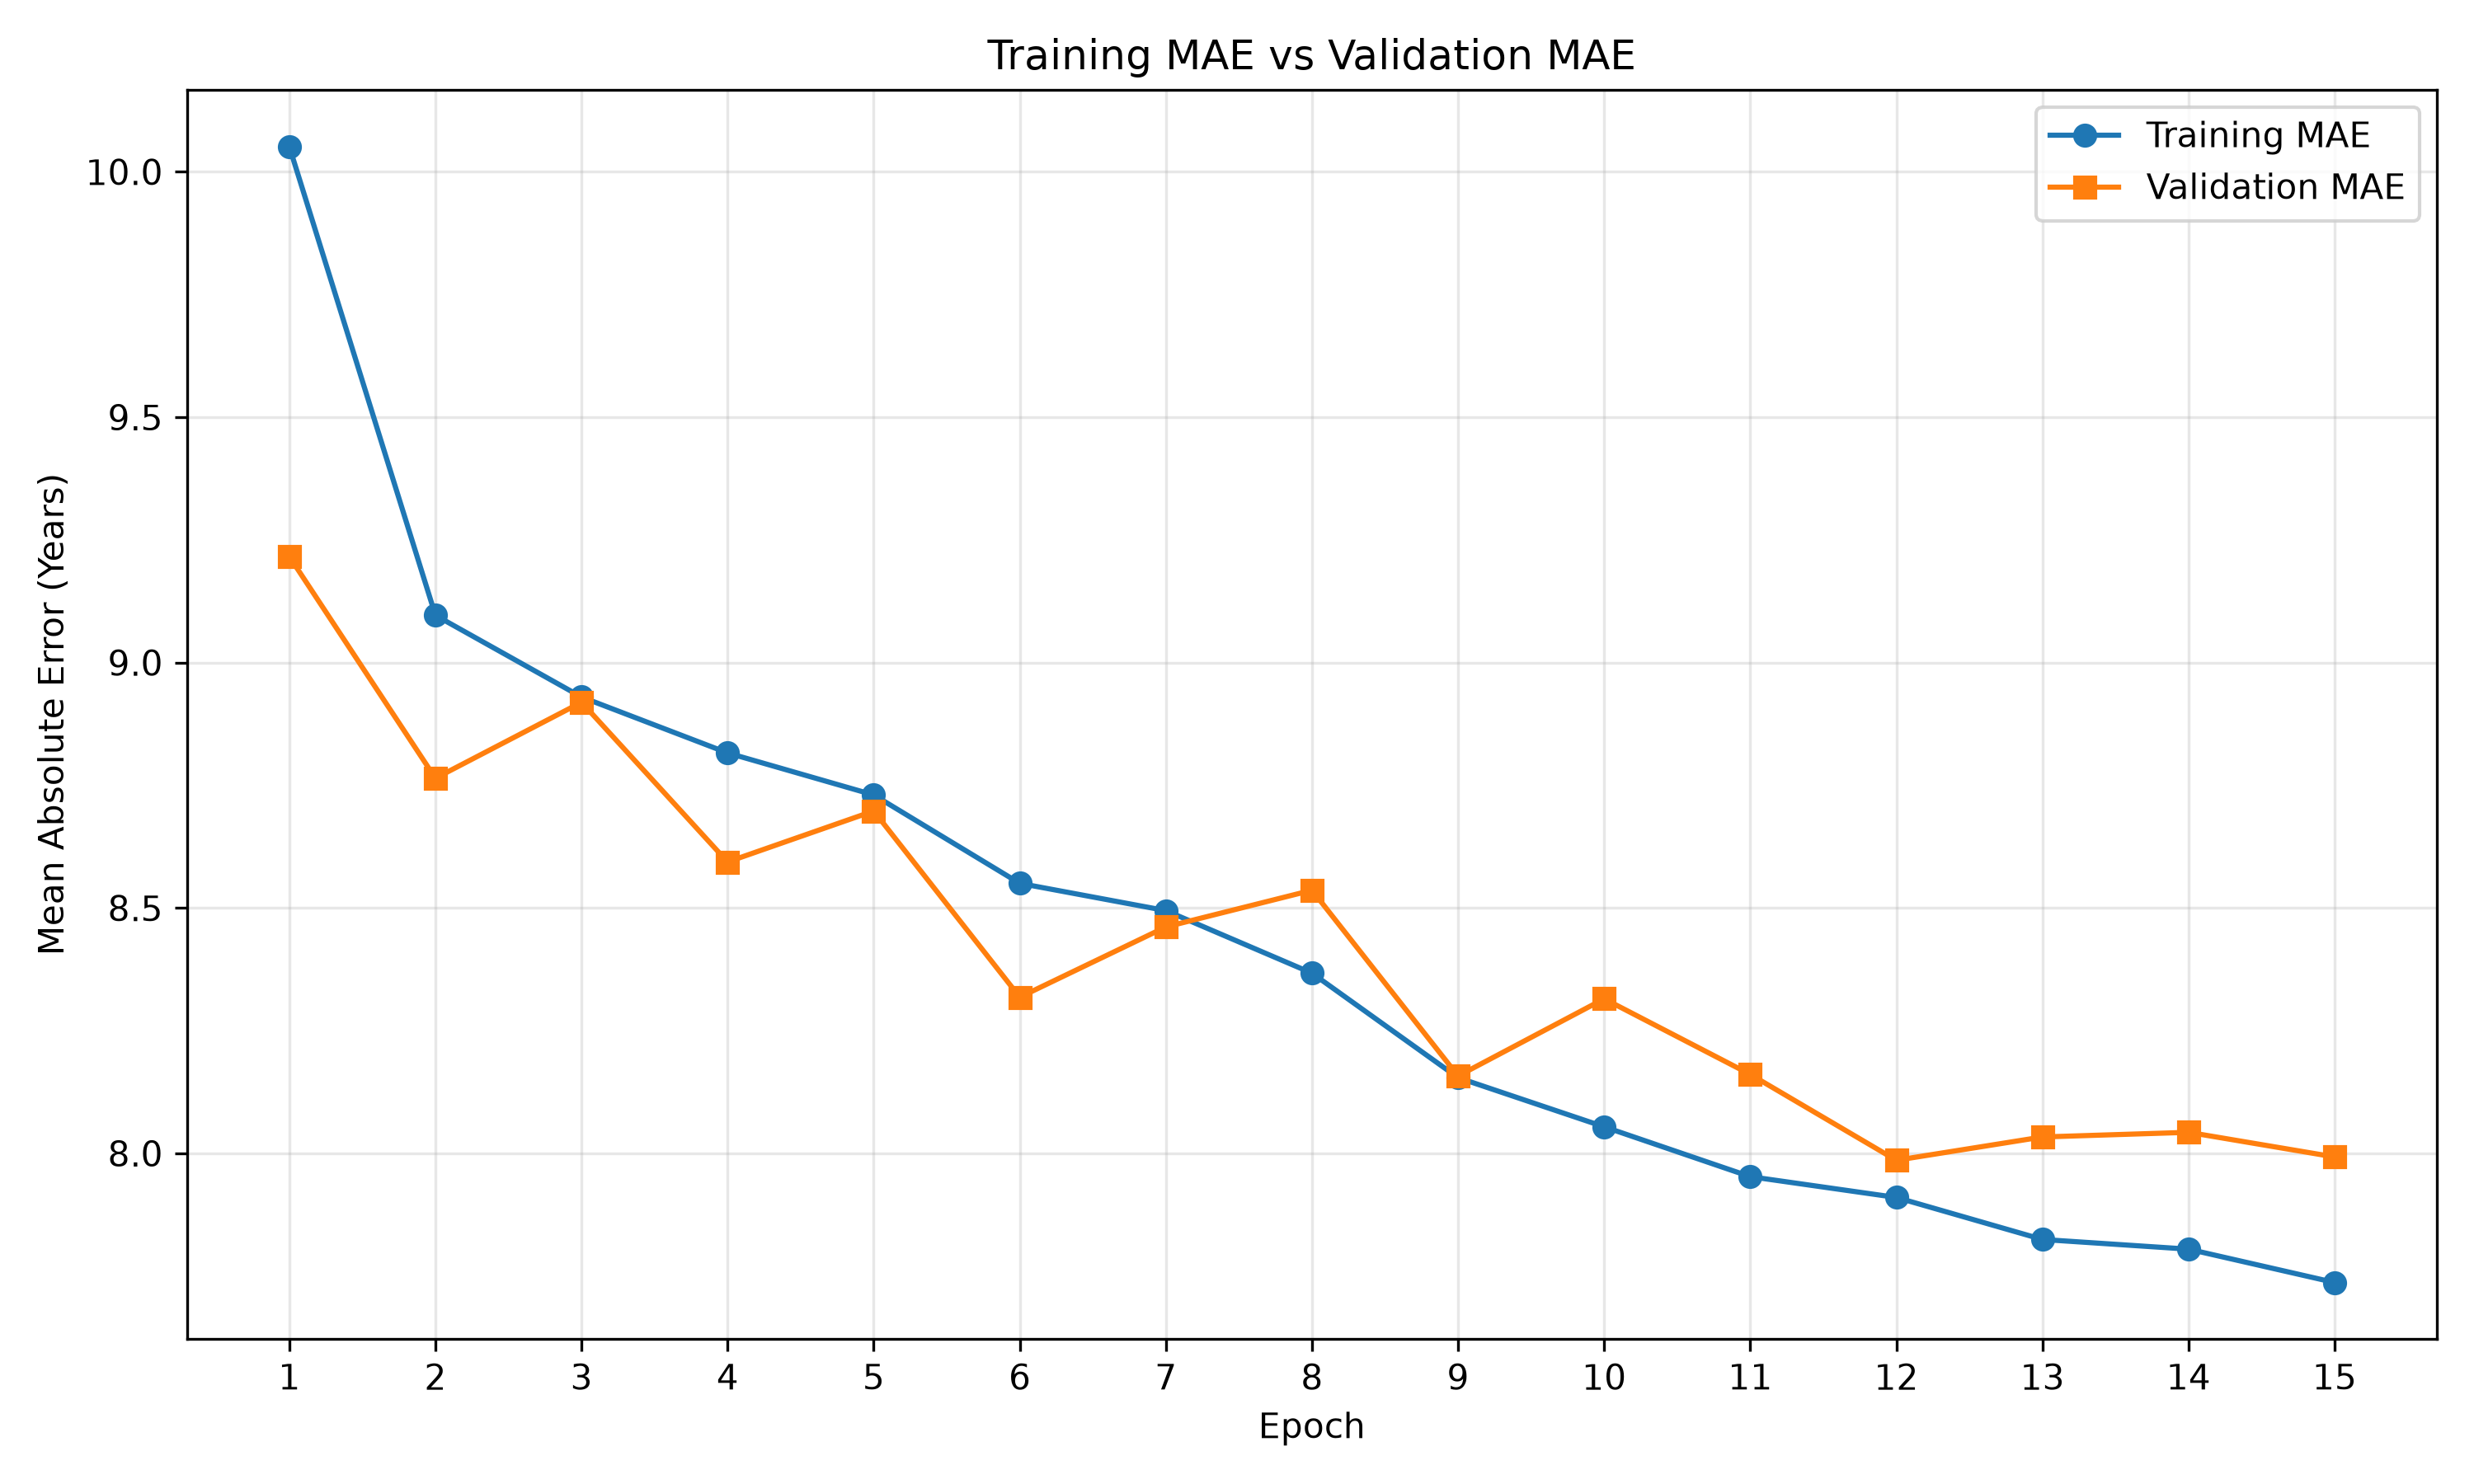 Training MAE vs Validation MAE
Training MAE
Validation MAE
Mean Absolute Error (Years)
10.0
9.5
9.0
8.5
8.0
1 2 3 4 5 6 7 8 9 10 11 12 13 14 15
Epoch